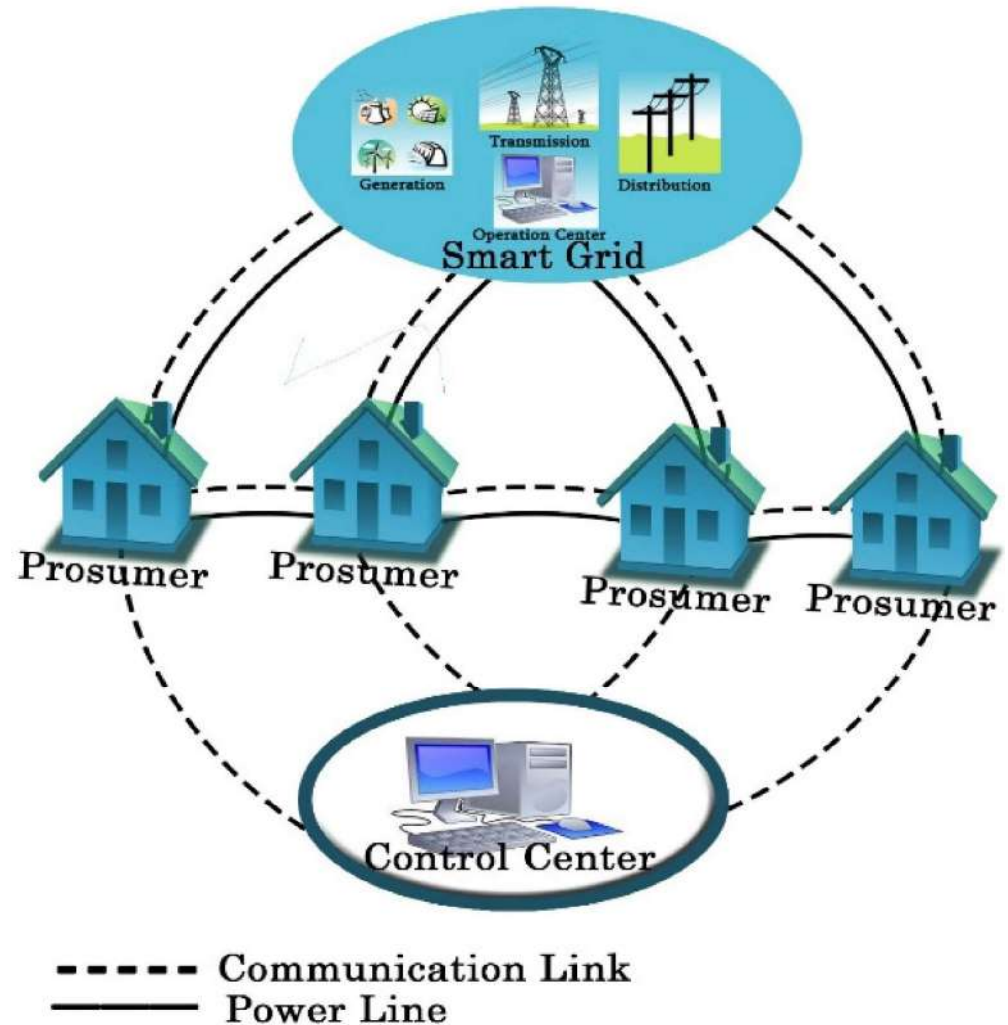 Transmission
Generation
Distribution
Operation Center
Smart Grid
Prosumer
Prosumer
Prosumer
Prosumer
Control Center
Communication Link
Power Line